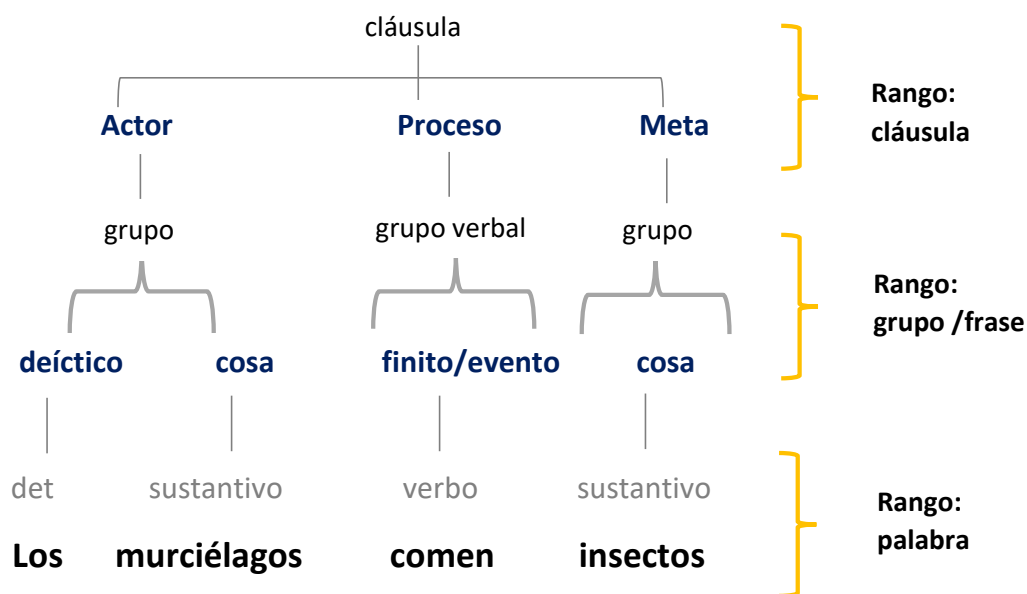 cláusula
Actor Proceso Meta
Rango:
cláusula
grupo grupo verbal grupo
Rango:
grupo /frase
deíctico cosa finito/evento cosa
det sustantivo verbo sustantivo
Rango:
palabra
Los murciélagos comen insectos